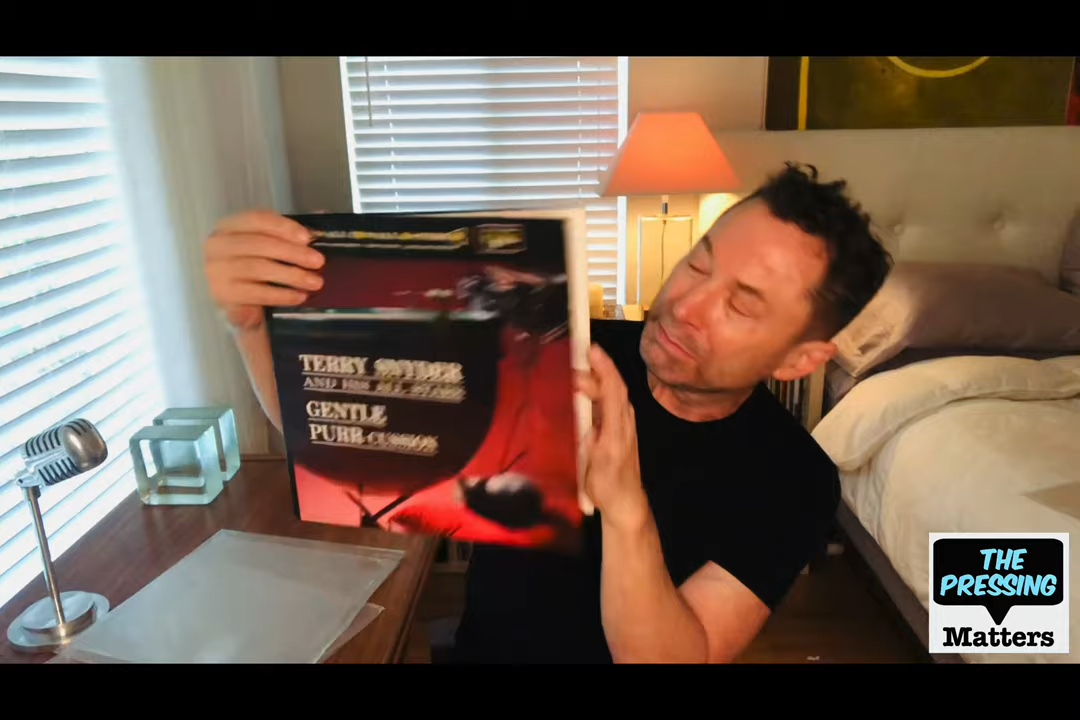 TERRY SNYDER
AND HIS ALL STARS
GENTLE
PURR-CUSSION
THE
PRESSING
Matters